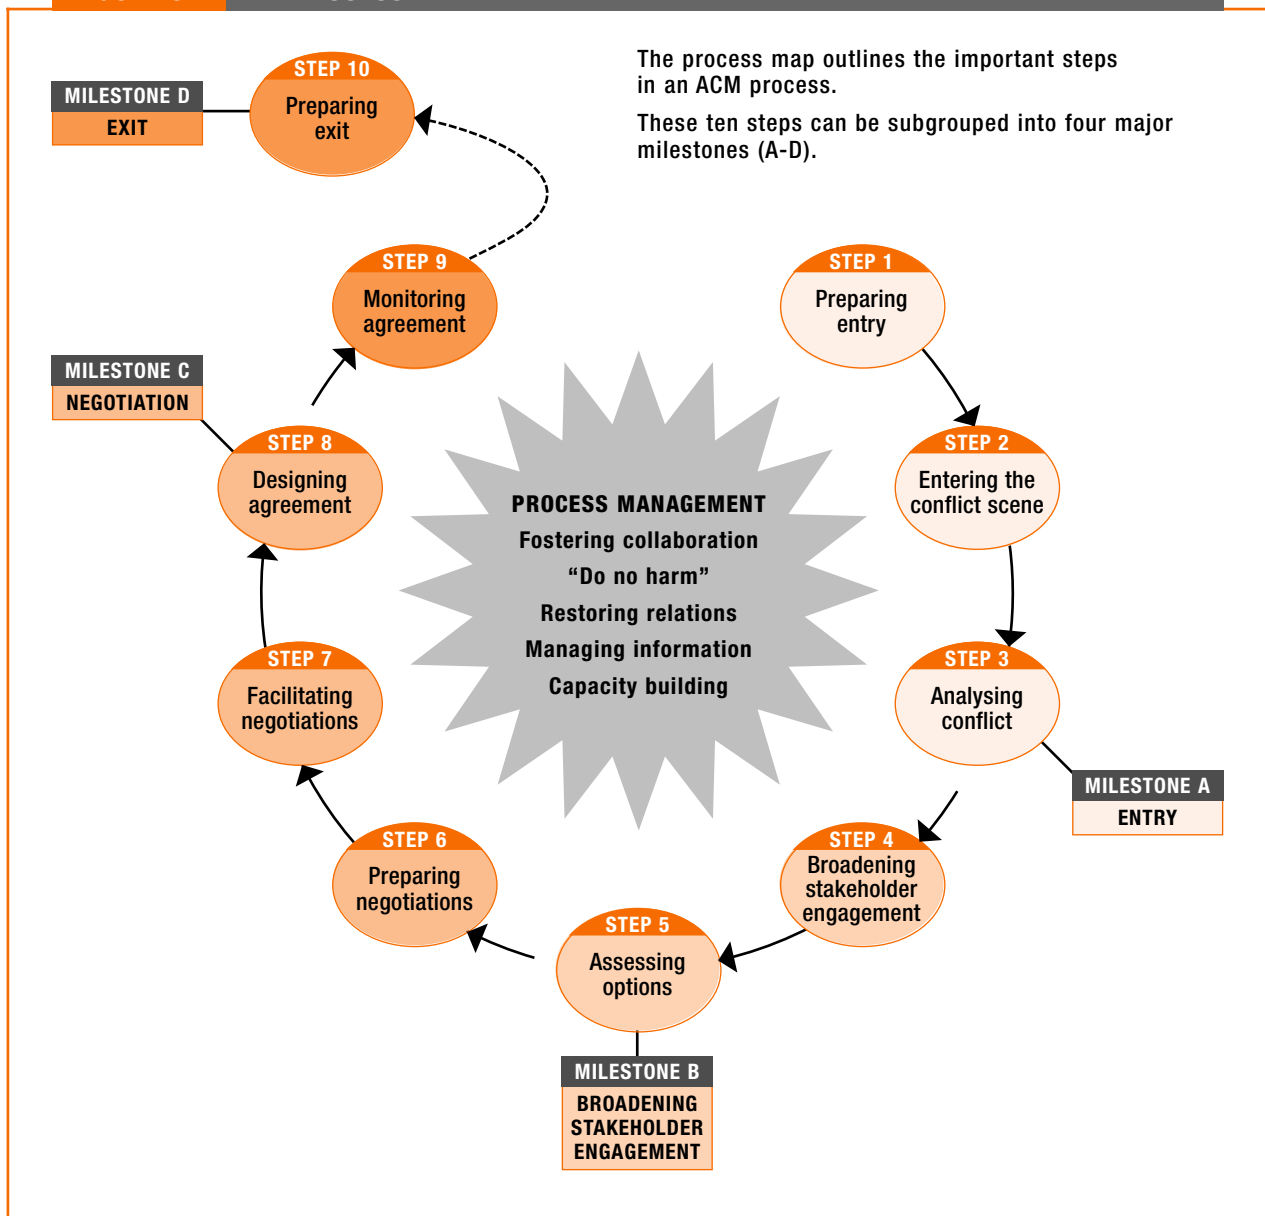 The process map outlines the important steps
in an ACM process.
These ten steps can be subgrouped into four major
milestones (A-D).
STEP 1
Preparing
entry
STEP 2
Entering the
conflict scene
STEP 3
Analysing
conflict
MILESTONE A
ENTRY
STEP 4
Broadening
stakeholder
engagement
STEP 5
Assessing
options
MILESTONE B
BROADENING
STAKEHOLDER
ENGAGEMENT
STEP 6
Preparing
negotiations
STEP 7
Facilitating
negotiations
STEP 8
Designing
agreement
MILESTONE C
NEGOTIATION
STEP 9
Monitoring
agreement
STEP 10
Preparing
exit
MILESTONE D
EXIT
PROCESS MANAGEMENT
Fostering collaboration
“Do no harm”
Restoring relations
Managing information
Capacity building